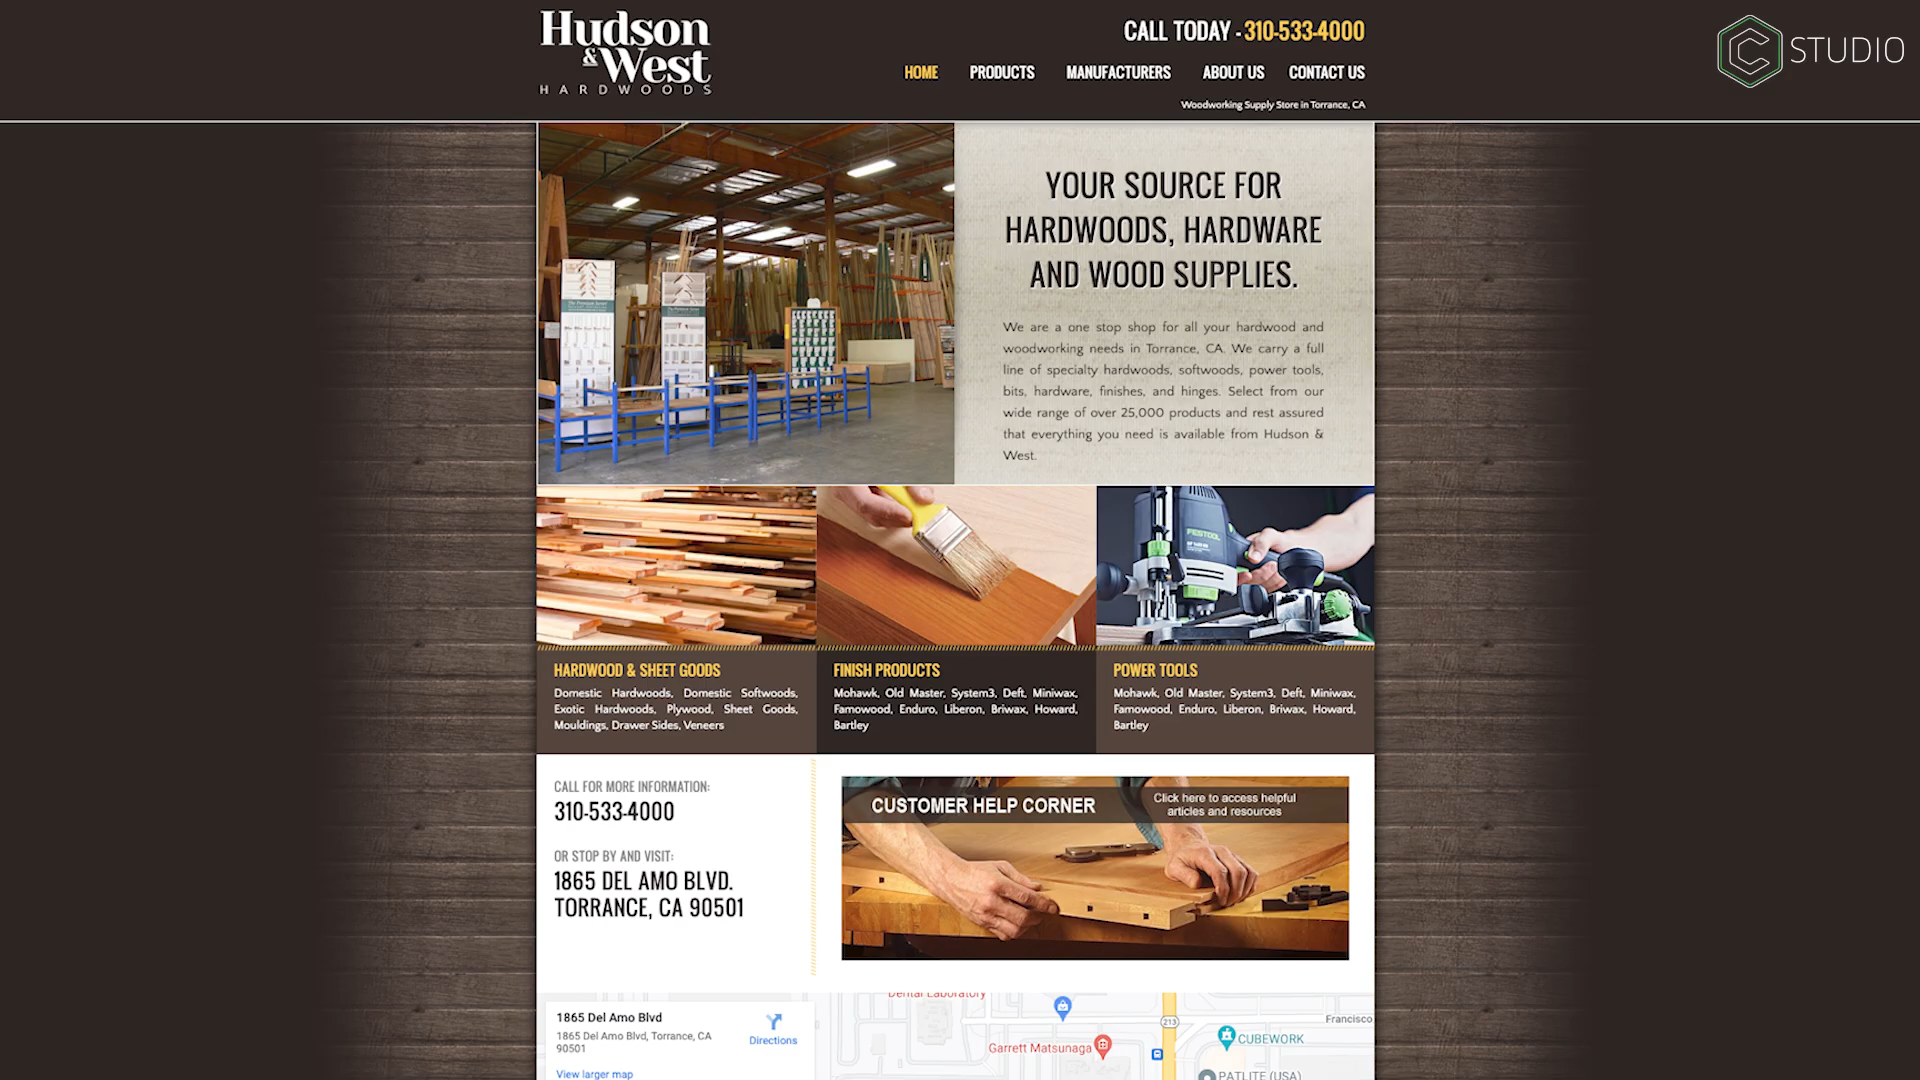 Hudson
& West
HARDWOODS
CALL TODAY - 310-533-4000
HOME PRODUCTS MANUFACTURERS ABOUT US CONTACT US
Woodworking Supply Store in Torrance, CA
C STUDIO
YOUR SOURCE FOR
HARDWOODS, HARDWARE
AND WOOD SUPPLIES.
We are a one stop shop for all your hardwood and
woodworking needs in Torrance, CA. We carry a full
line of specialty hardwoods, softwoods, power tools,
bits, hardware, finishes, and hinges. Select from our
wide range of over 25,000 products and rest assured
that everything you need is available from Hudson &
West.
FESTOOL
HARDWOOD & SHEET GOODS
Domestic Hardwoods, Domestic Softwoods,
Exotic Hardwoods, Plywood, Sheet Goods,
Mouldings, Drawer Sides, Veneers
FINISH PRODUCTS
Mohawk, Old Master, System3, Deft, Miniwax,
Famowood, Enduro, Liberon, Briwax, Howard,
Bartley
POWER TOOLS
Mohawk, Old Master, System3, Deft, Miniwax,
Famowood, Enduro, Liberon, Briwax, Howard,
Bartley
CALL FOR MORE INFORMATION:
310-533-4000
OR STOP BY AND VISIT:
1865 DEL AMO BLVD.
TORRANCE, CA 90501
CUSTOMER HELP CORNER
Click here to access helpful
articles and resources
1865 Del Amo Blvd
1865 Del Amo Blvd, Torrance, CA
90501
Directions
View larger map
Dental Laboratory
213
Francisco
Garrett Matsunaga
CUBEWORK
PATLITE (USA)